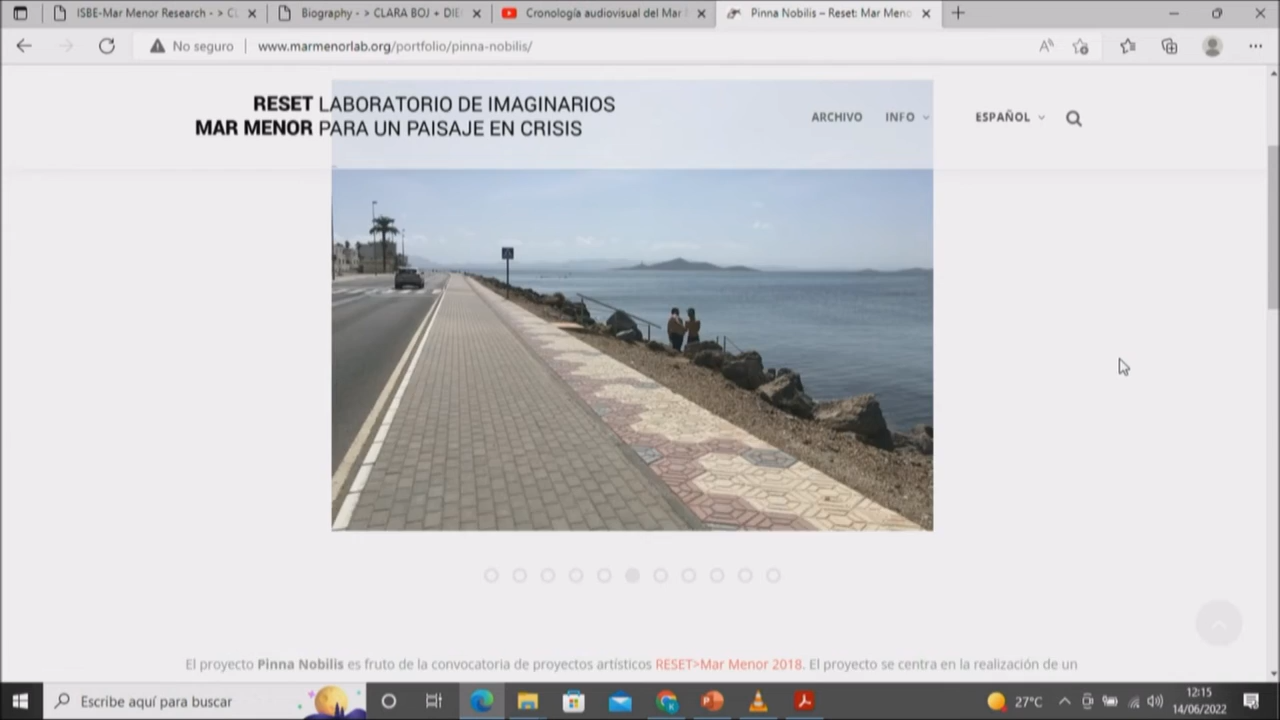 ISBE-Mar Menor Research - > CL
Biography - > CLARA BOJ + DIE
Cronología audiovisual del Mar
Pinna Nobilis – Reset: Mar Meno
No seguro
www.marmenorlab.org/portfolio/pinna-nobilis/
RESET LABORATORIO DE IMAGINARIOS
MAR MENOR PARA UN PAISAJE EN CRISIS
ARCHIVO
INFO
ESPAÑOL
El proyecto Pinna Nobilis es fruto de la convocatoria de proyectos artísticos RESET>Mar Menor 2018. El proyecto se centra en la realización de un
Escribe aquí para buscar
27°C
12:15
14/06/2022